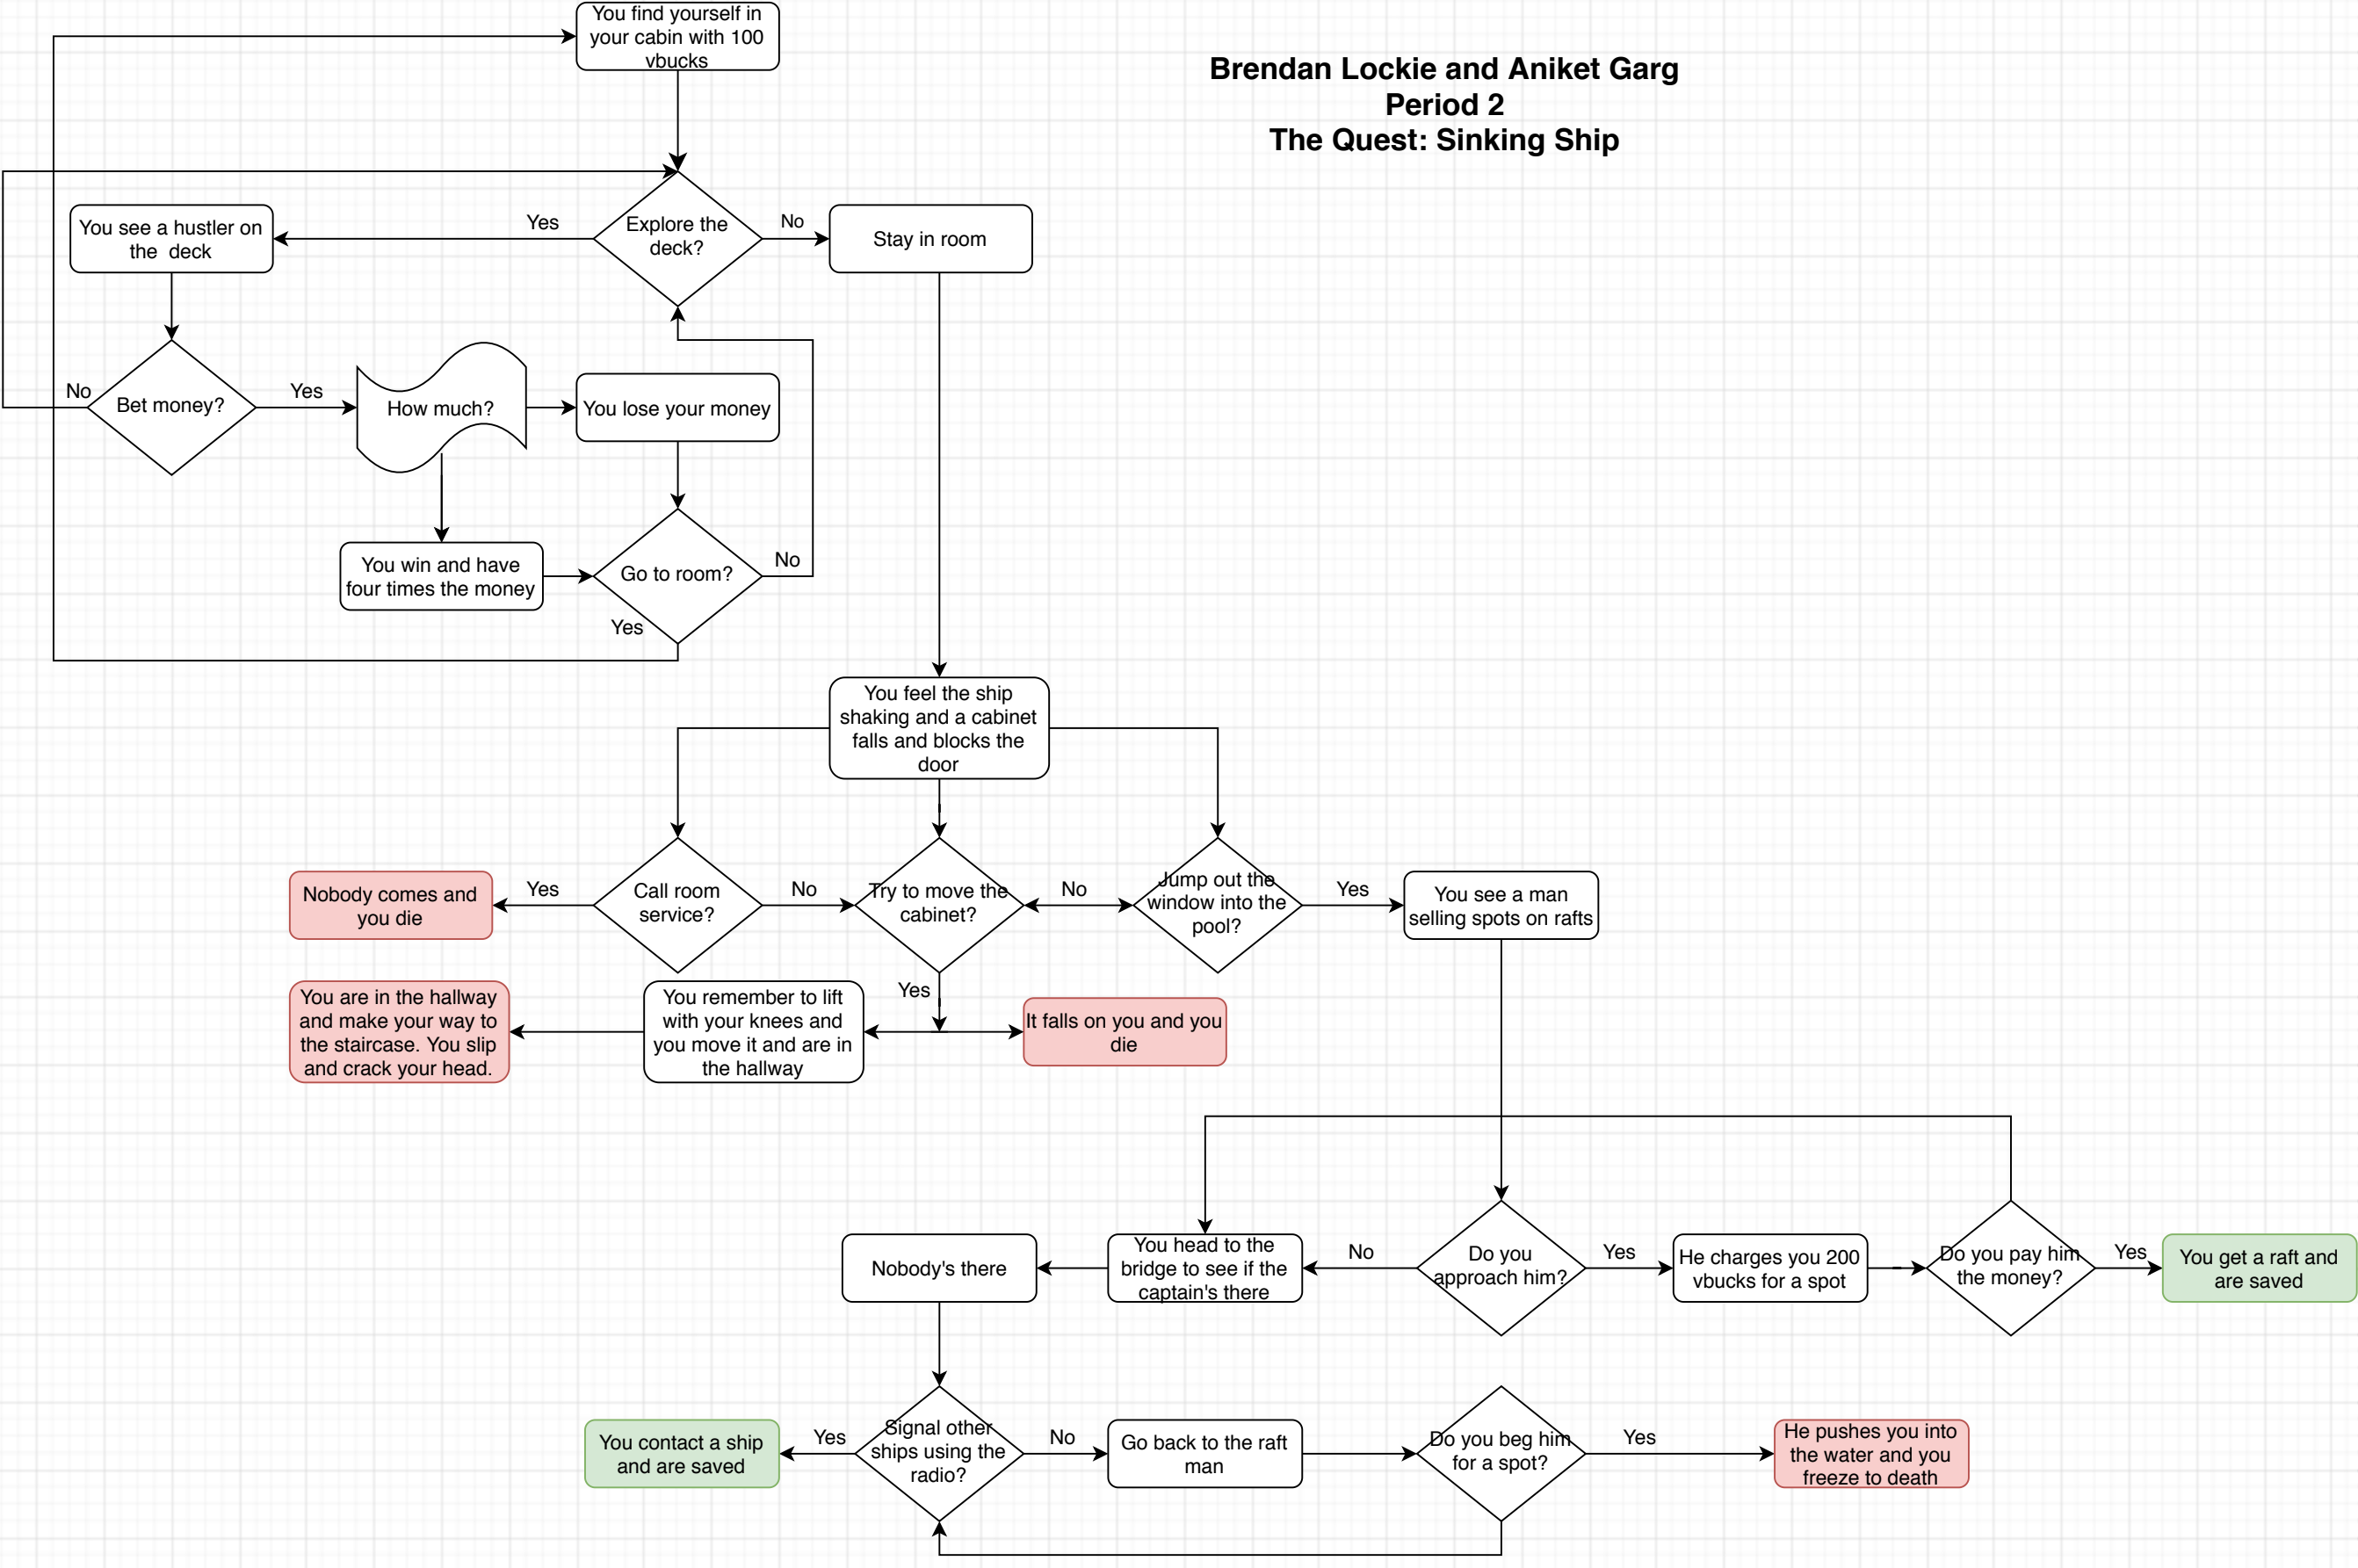 You find yourself in
your cabin with 100
vbucks
Brendan Lockie and Aniket Garg
Period 2
The Quest: Sinking Ship
You see a hustler on
the  deck
Yes
Explore the
deck?
No
Stay in room
No
Bet money?
Yes
How much?
You lose your money
You win and have
four times the money
Go to room?
No
Yes
You feel the ship
shaking and a cabinet
falls and blocks the
door
Nobody comes and
you die
Yes
Call room
service?
No
Try to move the
cabinet?
No
Jump out the
window into the
pool?
Yes
You see a man
selling spots on rafts
You are in the hallway
and make your way to
the staircase. You slip
and crack your head.
You remember to lift
with your knees and
you move it and are in
the hallway
Yes
It falls on you and you
die
Nobody's there
You head to the
bridge to see if the
captain's there
No
Do you
approach him?
Yes
He charges you 200
vbucks for a spot
Do you pay him
the money?
Yes
You get a raft and
are saved
You contact a ship
and are saved
Yes
Signal other
ships using the
radio?
No
Go back to the raft
man
Do you beg him
for a spot?
Yes
He pushes you into
the water and you
freeze to death